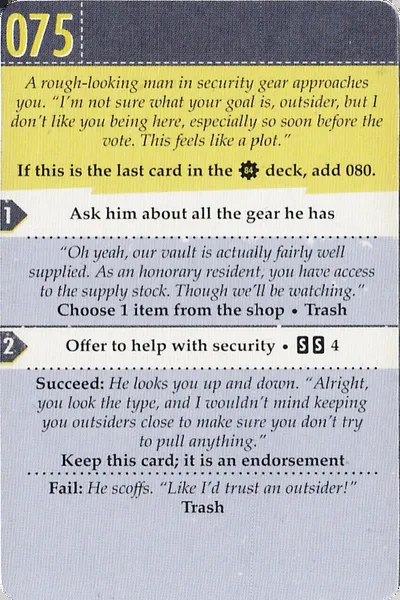 075
A rough-looking man in security gear approaches
you. “I’m not sure what your goal is, outsider, but I
don’t like you being here, especially so soon before the
vote. This feels like a plot.”
If this is the last card in the 84 deck, add 080.
1 Ask him about all the gear he has
“Oh yeah, our vault is actually fairly well
supplied. As an honorary resident, you have access
to the supply stock. Though we’ll be watching.”
Choose 1 item from the shop • Trash
2 Offer to help with security • S S 4
Succeed: He looks you up and down. “Alright,
you look the type, and I wouldn’t mind keeping
you outsiders close to make sure you don’t try
to pull anything.”
Keep this card; it is an endorsement
Fail: He scoffs. “Like I’d trust an outsider!”
Trash